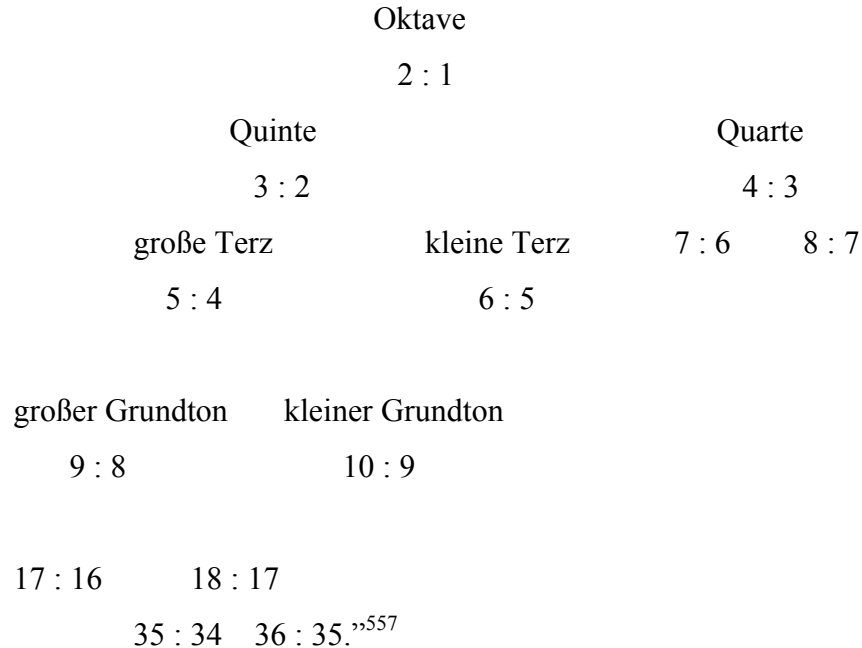 Oktave
2 : 1
Quinte Quarte
3 : 2 4 : 3
große Terz kleine Terz 7 : 6 8 : 7
5 : 4 6 : 5
großer Grundton kleiner Grundton
9 : 8 10 : 9
17 : 16 18 : 17
35 : 34 36 : 35.”557